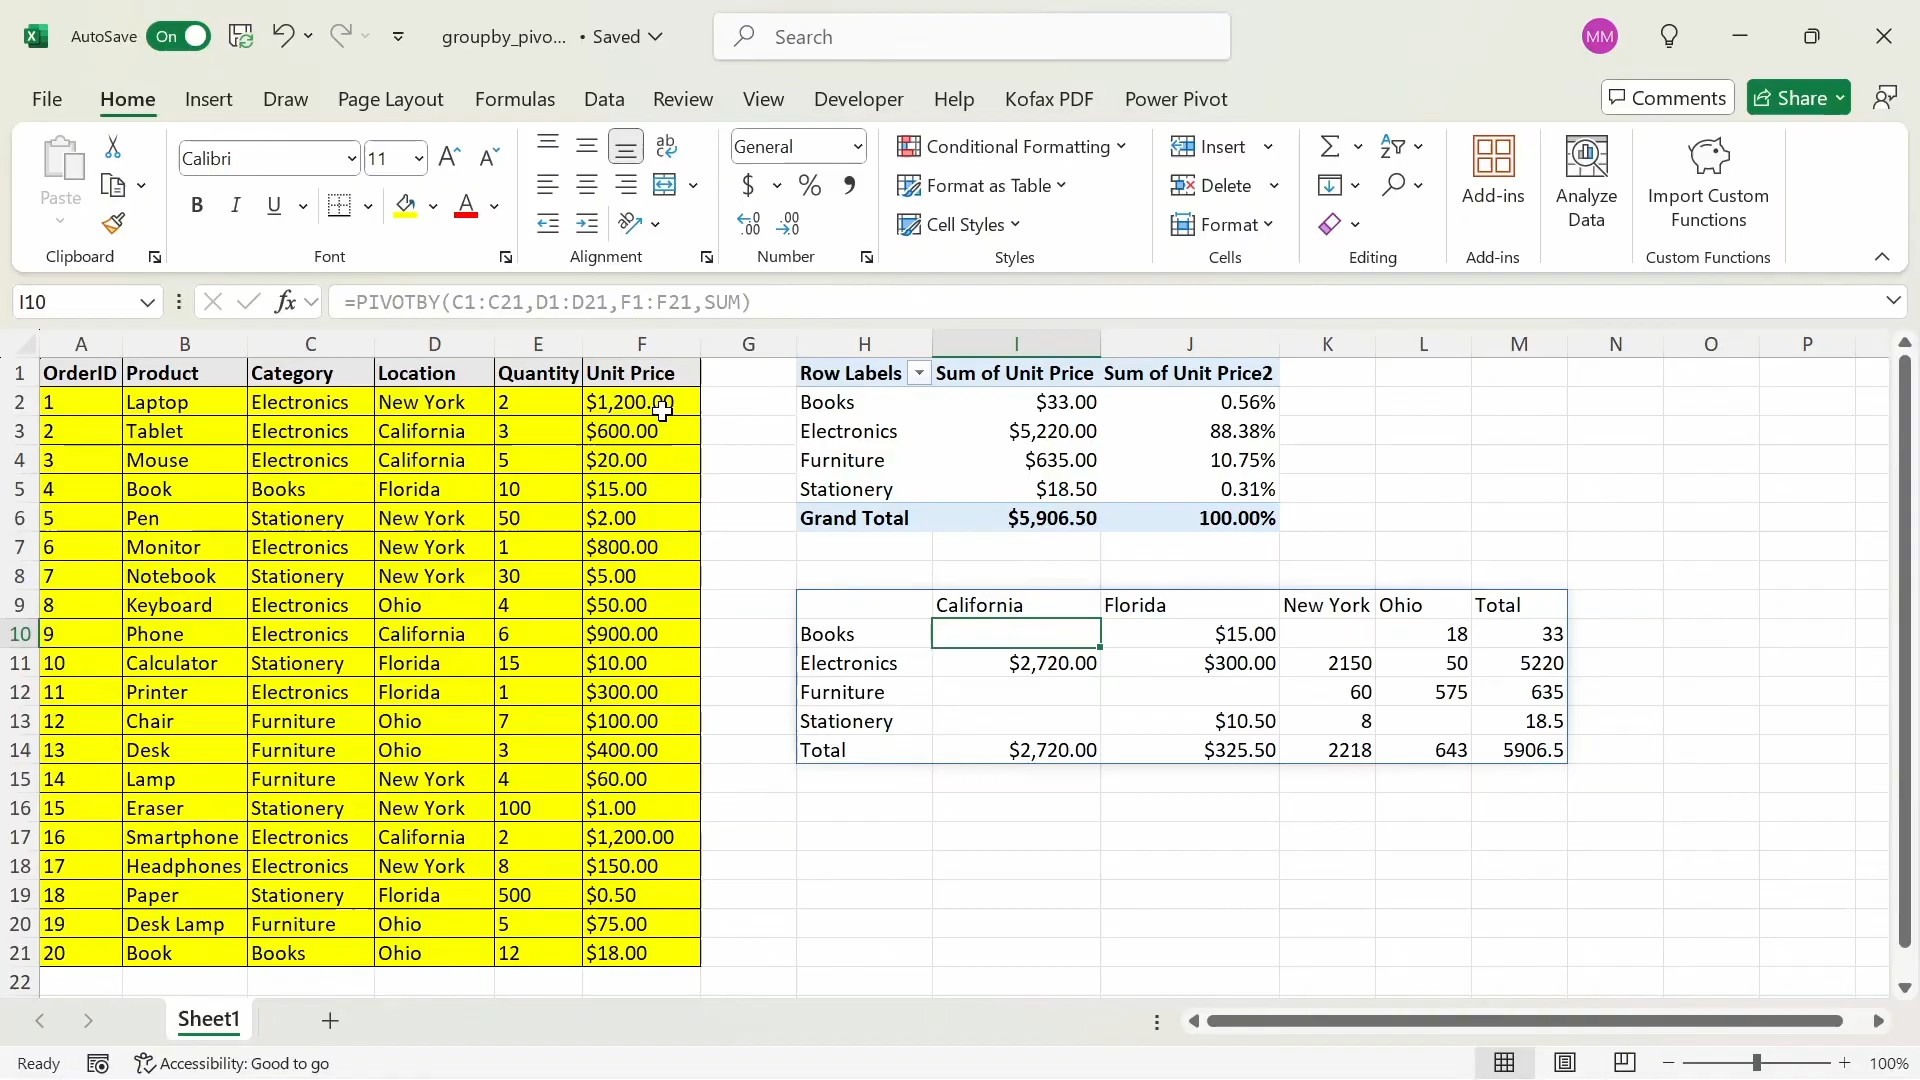 AutoSave On groupby_pivo... • Saved Search MM
File Home Insert Draw Page Layout Formulas Data Review View Developer Help Kofax PDF Power Pivot Comments Share
Paste
Clipboard
Calibri 11
B I U A
Font
ab
Alignment
General
$ % 9
Number
Conditional Formatting
Format as Table
Cell Styles
Styles
Insert
Delete
Format
Cells
Editing
Add-ins
Add-ins
Analyze
Data
Import Custom
Functions
Custom Functions
I10 fx =PIVOTBY(C1:C21,D1:D21,F1:F21,SUM)
A B C D E F G H I J K L M N O P
1 OrderID Product Category Location Quantity Unit Price Row Labels Sum of Unit Price Sum of Unit Price2
2 1 Laptop Electronics New York 2 $1,200.00 Books $33.00 0.56%
3 2 Tablet Electronics California 3 $600.00 Electronics $5,220.00 88.38%
4 3 Mouse Electronics California 5 $20.00 Furniture $635.00 10.75%
5 4 Book Books Florida 10 $15.00 Stationery $18.50 0.31%
6 5 Pen Stationery New York 50 $2.00 Grand Total $5,906.50 100.00%
7 6 Monitor Electronics New York 1 $800.00
8 7 Notebook Stationery New York 30 $5.00
9 8 Keyboard Electronics Ohio 4 $50.00 California Florida New York Ohio Total
10 9 Phone Electronics California 6 $900.00 Books $15.00 18 33
11 10 Calculator Stationery Florida 15 $10.00 Electronics $2,720.00 $300.00 2150 50 5220
12 11 Printer Electronics Florida 1 $300.00 Furniture 60 575 635
13 12 Chair Furniture Ohio 7 $100.00 Stationery $10.50 8 18.5
14 13 Desk Furniture Ohio 3 $400.00 Total $2,720.00 $325.50 2218 643 5906.5
15 14 Lamp Furniture New York 4 $60.00
16 15 Eraser Stationery New York 100 $1.00
17 16 Smartphone Electronics California 2 $1,200.00
18 17 Headphones Electronics New York 8 $150.00
19 18 Paper Stationery Florida 500 $0.50
20 19 Desk Lamp Furniture Ohio 5 $75.00
21 20 Book Books Ohio 12 $18.00
22
Sheet1
Ready Accessibility: Good to go 100%